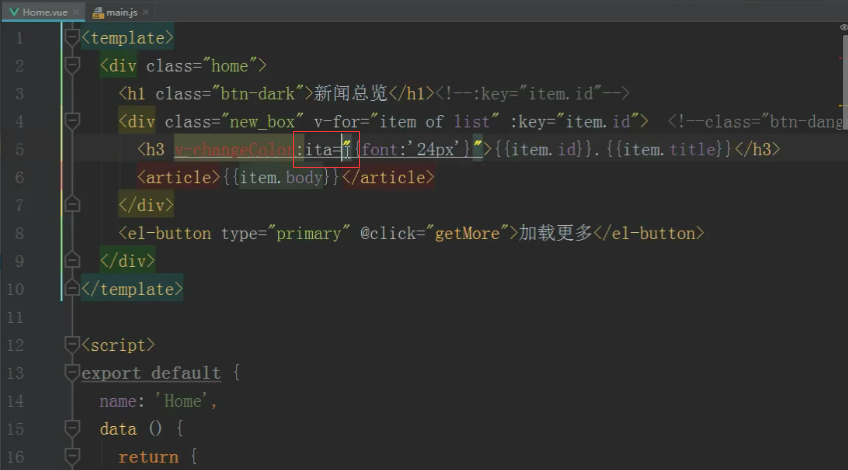 Home.vue main.js
1 <template>
2 <div class="home">
3 <h1 class="btn-dark">新闻总览</h1><!--:key="item.id"-->
4 <div class="new_box" v-for="item of list" :key="item.id"> <!--class="btn-dang
5 <h3 v-changeColor:ita="{font:'24px'}">{{item.id}}.{{item.title}}</h3>
6 <article>{{item.body}}</article>
7 </div>
8 <el-button type="primary" @click="getMore">加载更多</el-button>
9 </div>
10 </template>
11
12 <script>
13 export default {
14 name: 'Home',
15 data () {
16 return {